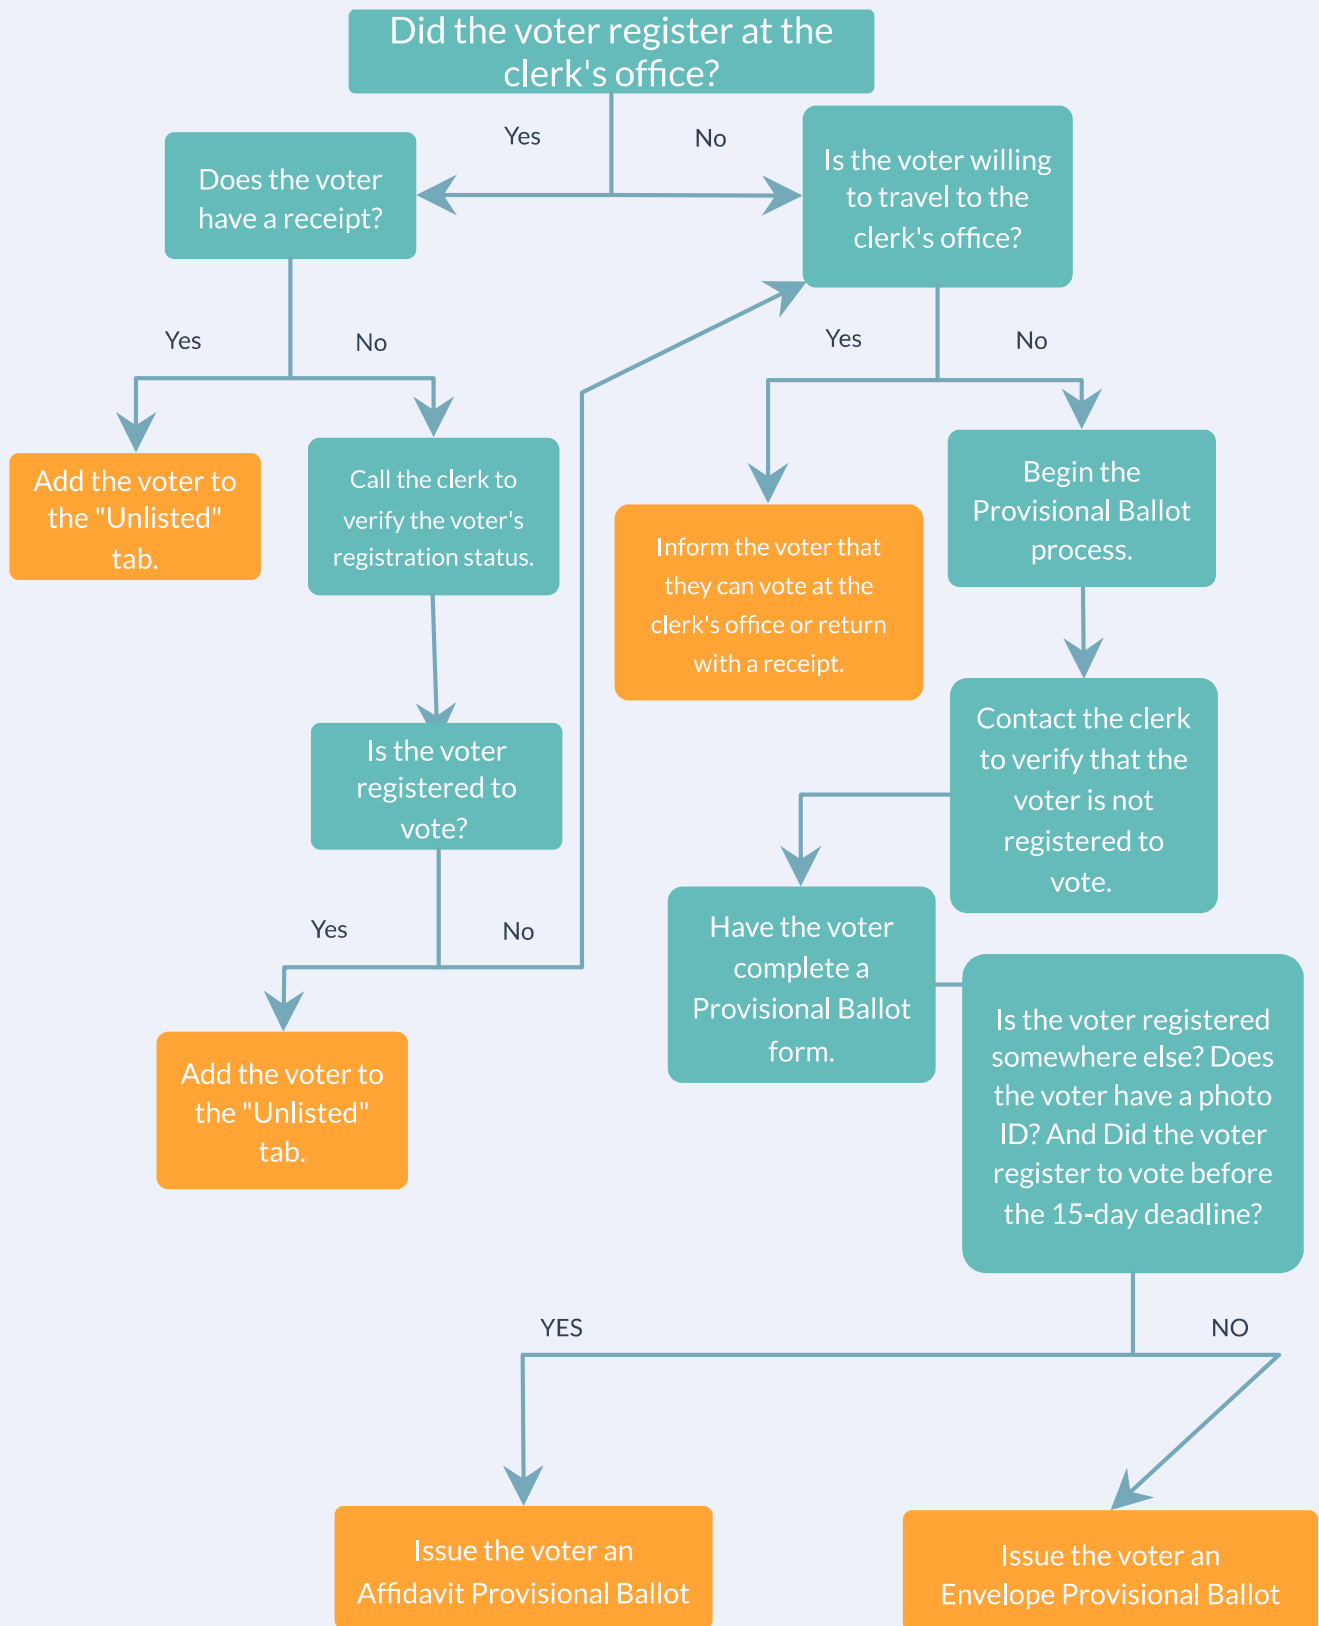 Did the voter register at the
clerk's office?
Yes
No
Does the voter
have a receipt?
Is the voter willing
to travel to the
clerk's office?
Yes
No
Yes
No
Add the voter to
the "Unlisted"
tab.
Call the clerk to
verify the voter's
registration status.
Inform the voter that
they can vote at the
clerk's office or return
with a receipt.
Begin the
Provisional Ballot
process.
Is the voter
registered to
vote?
Contact the clerk
to verify that the
voter is not
registered to
vote.
Yes
No
Add the voter to
the "Unlisted"
tab.
Have the voter
complete a
Provisional Ballot
form.
Is the voter registered
somewhere else? Does
the voter have a photo
ID? And Did the voter
register to vote before
the 15-day deadline?
YES
NO
Issue the voter an
Affidavit Provisional Ballot
Issue the voter an
Envelope Provisional Ballot